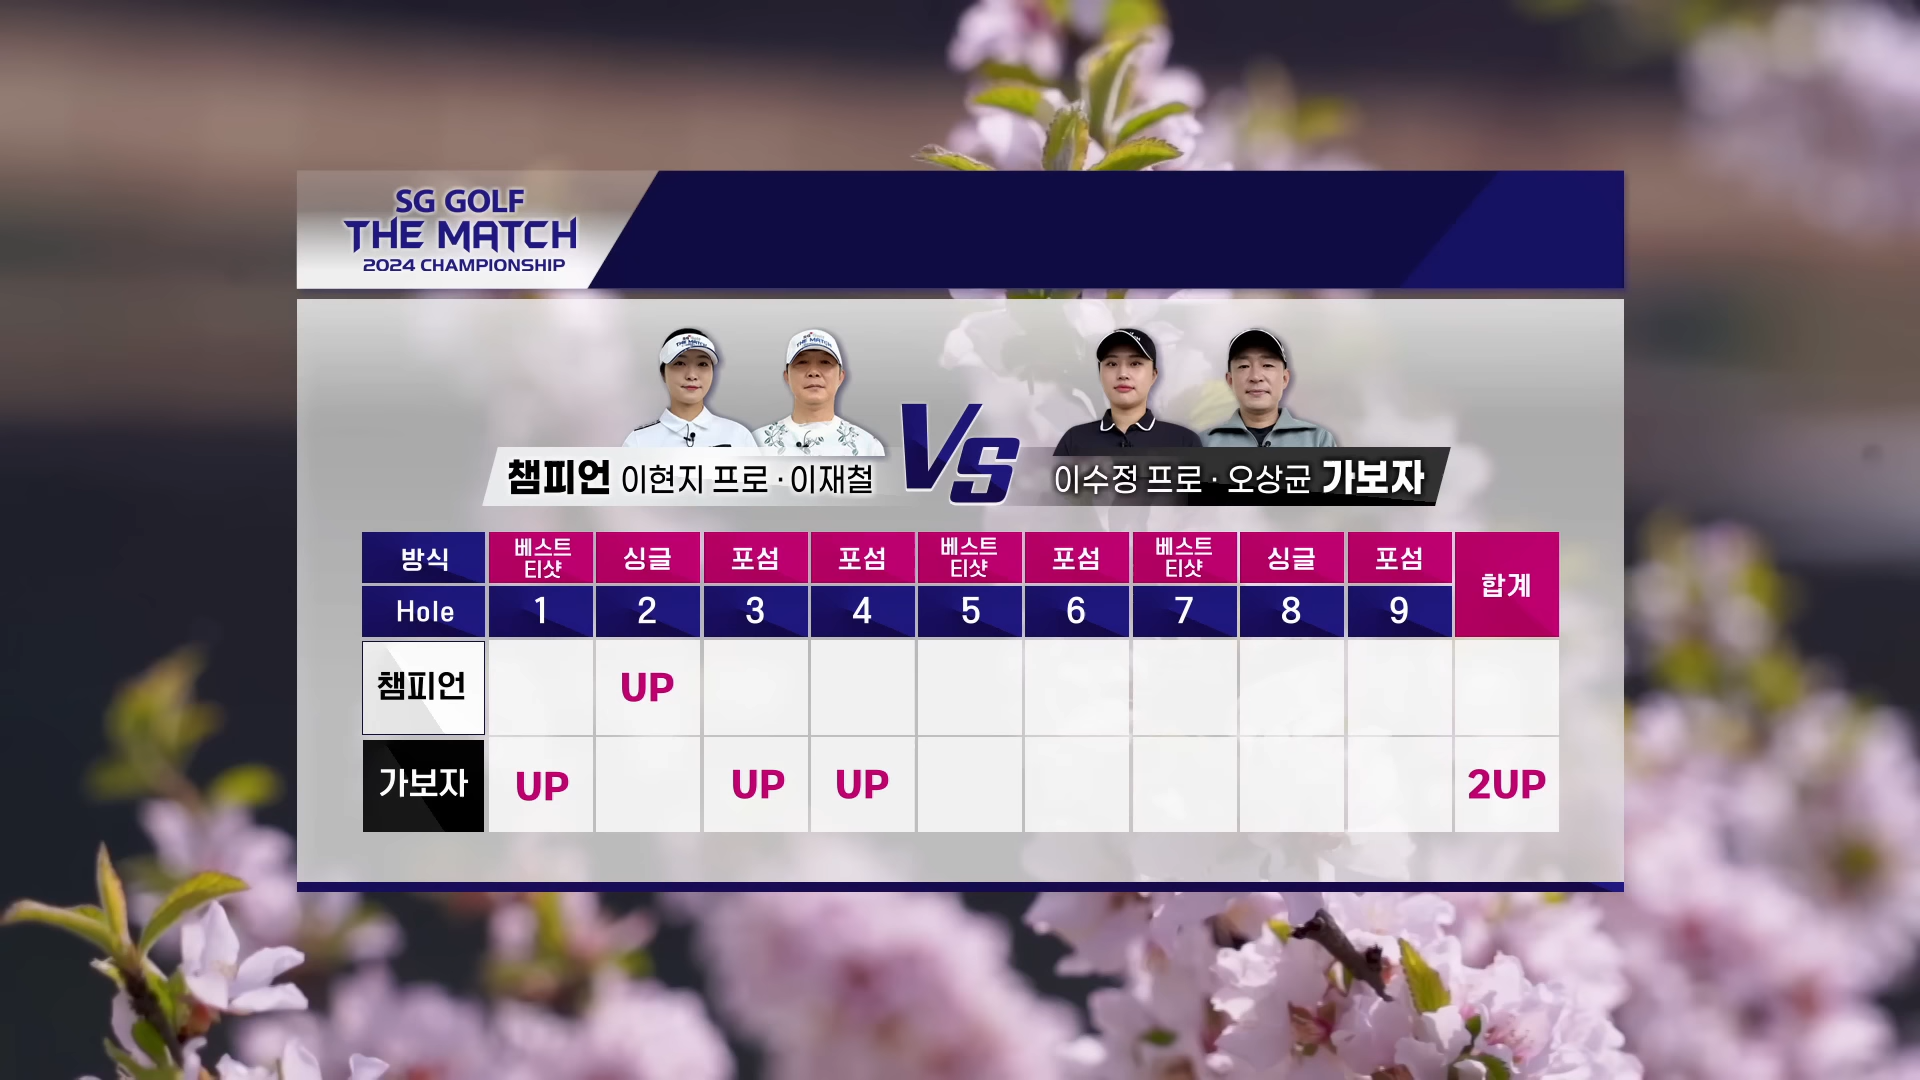 SG GOLF
THE MATCH
2024 CHAMPIONSHIP
챔피언 이현지 프로·이재철
VS
이수정 프로·오상균 가보자
방식 베스트 티샷 싱글 포섬 포섬 베스트 티샷 포섬 베스트 티샷 싱글 포섬 합계
Hole 1 2 3 4 5 6 7 8 9
챔피언 UP
가보자 UP UP UP 2UP